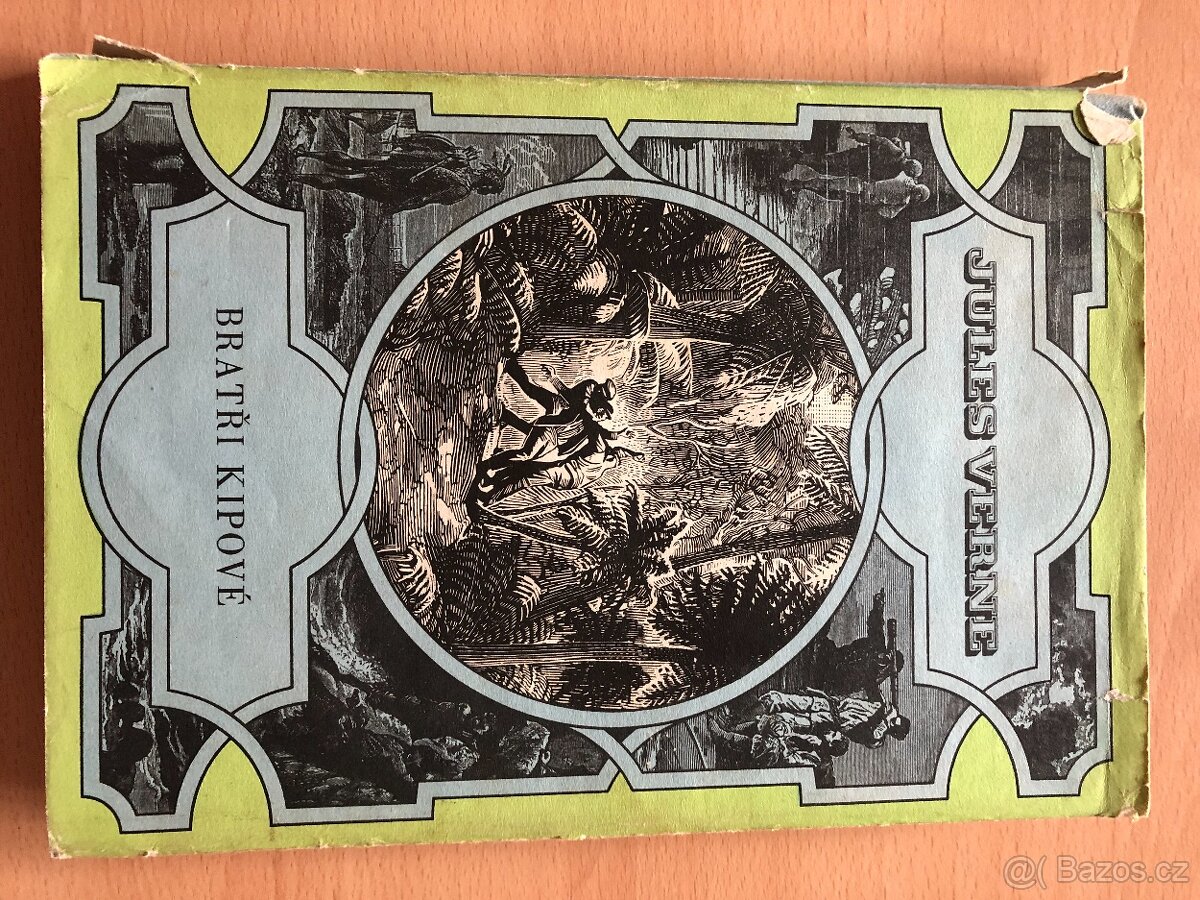 JULES VERNE
BRATŘI KIPOVÉ
@( Bazos.cz